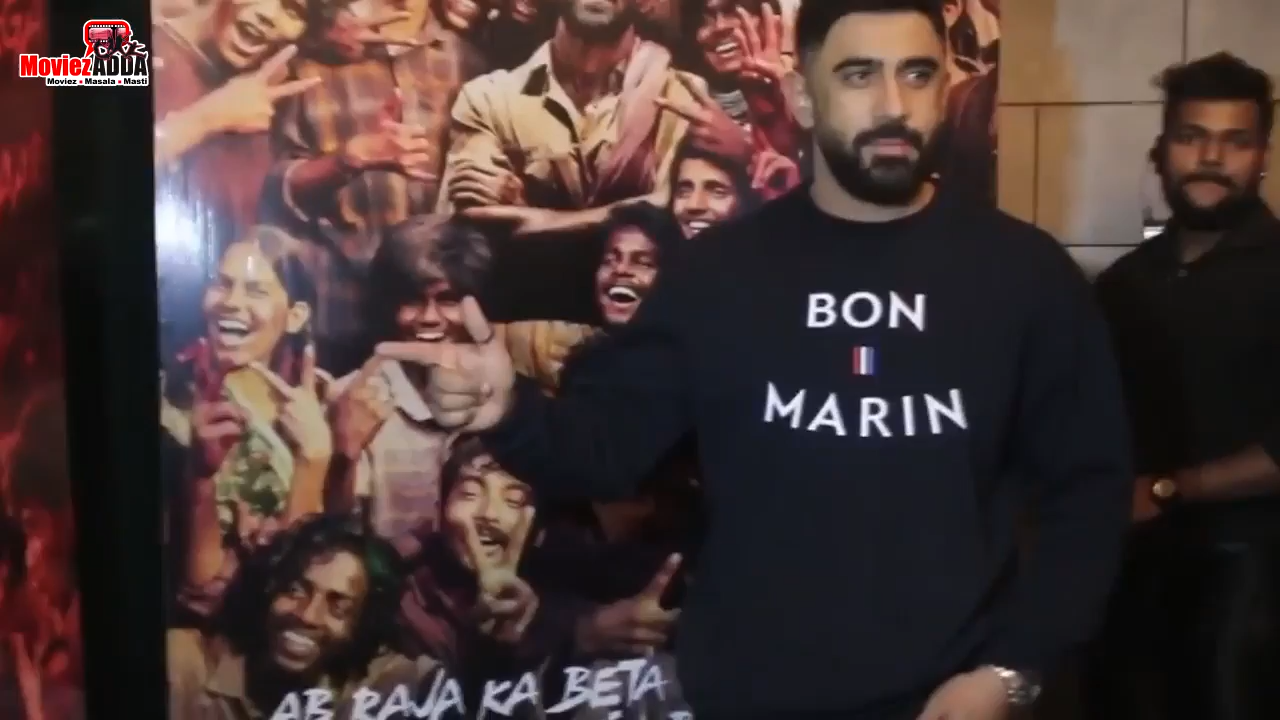 MoviezADDA
Moviez • Masala • Masti
BON
MARIN
AB RAJA KA BETA